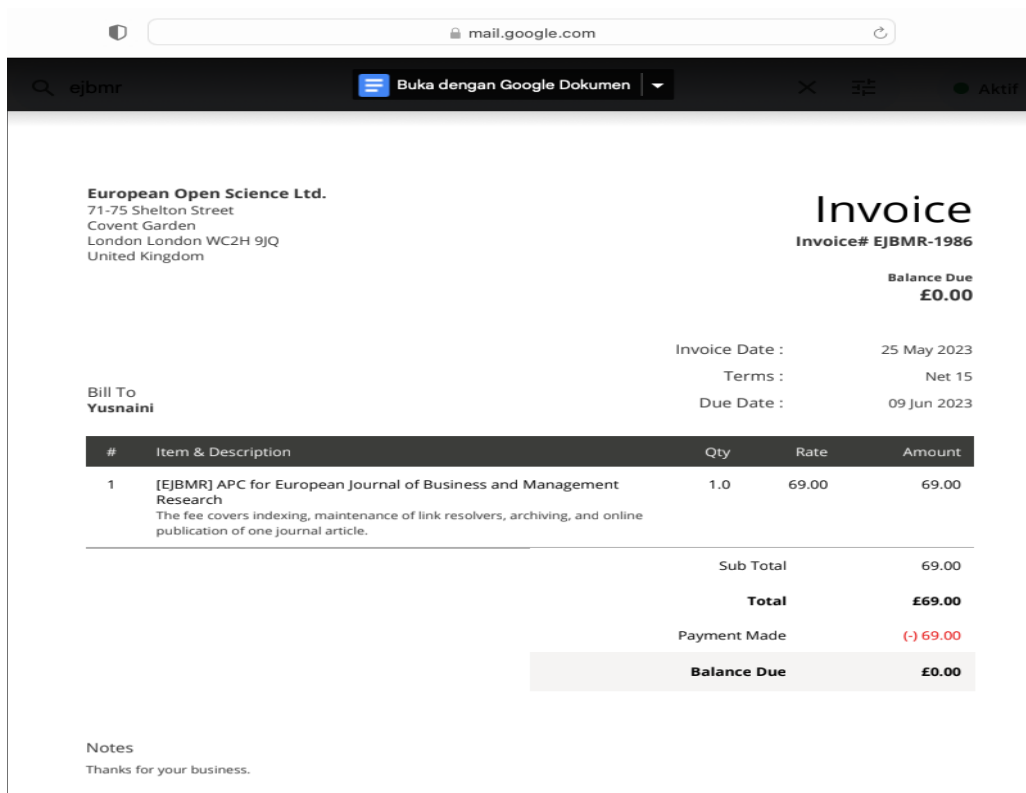 mail.google.com
ejbmr
Buka dengan Google Dokumen
Aktif
European Open Science Ltd.
71-75 Shelton Street
Covent Garden
London London WC2H 9JQ
United Kingdom
Invoice
Invoice# EJBMR-1986
Balance Due
£0.00
Invoice Date : 25 May 2023
Terms : Net 15
Due Date : 09 Jun 2023
Bill To
Yusnaini
# Item & Description Qty Rate Amount
1 [EJBMR] APC for European Journal of Business and Management 1.0 69.00 69.00
Research
The fee covers indexing, maintenance of link resolvers, archiving, and online
publication of one journal article.
Sub Total 69.00
Total £69.00
Payment Made (-) 69.00
Balance Due £0.00
Notes
Thanks for your business.